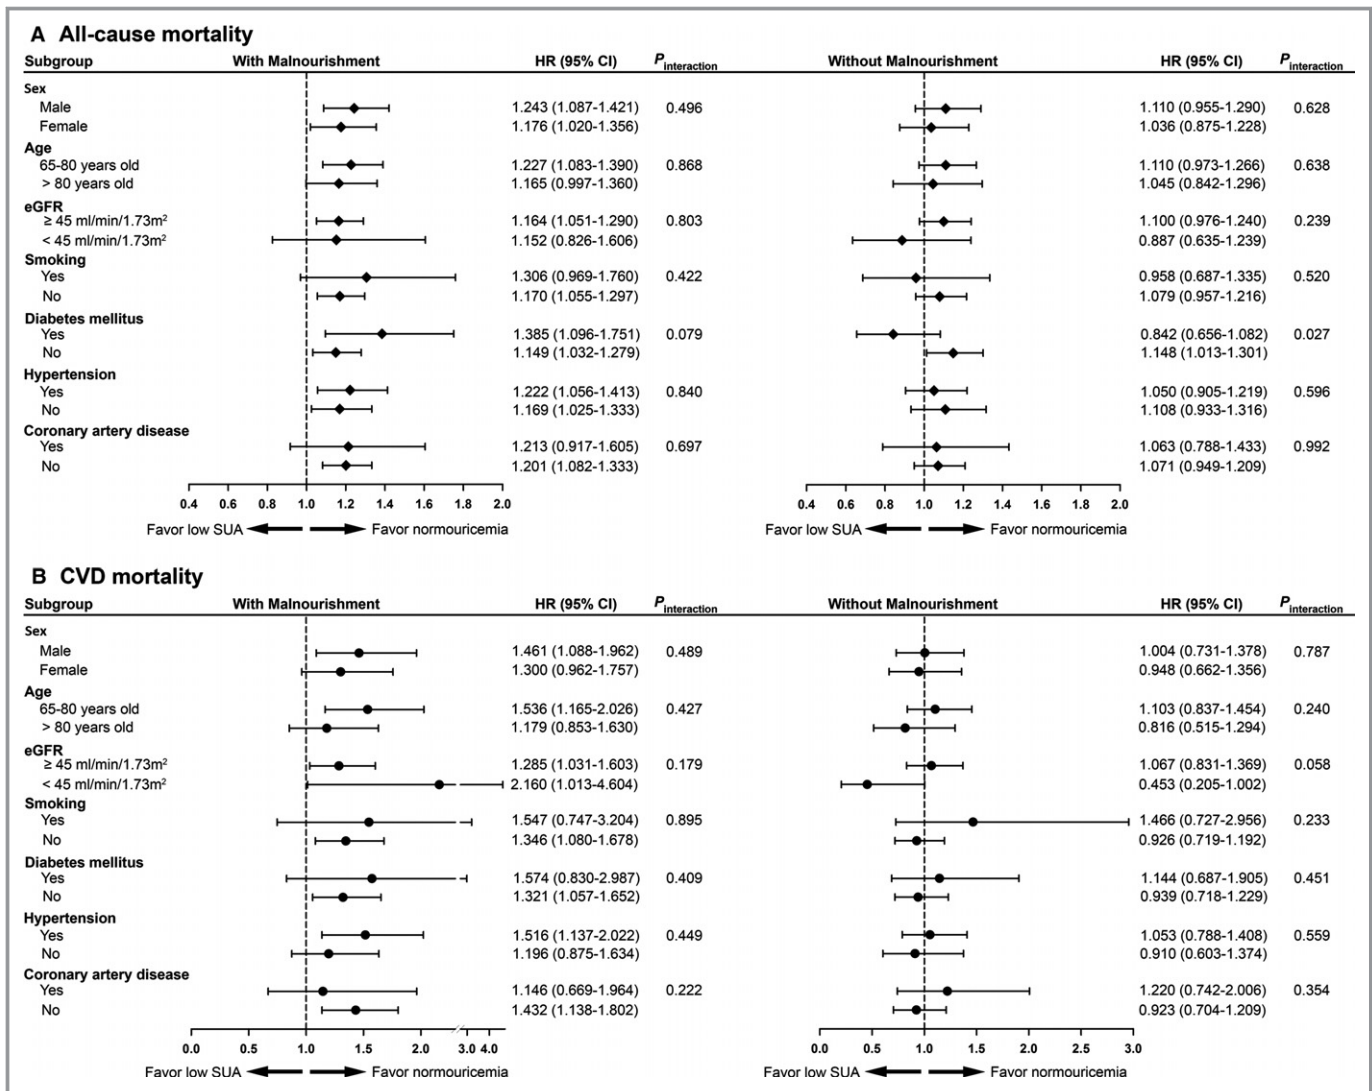 A All-cause mortality
Subgroup With Malnourishment HR (95% CI) Pinteraction Without Malnourishment HR (95% CI) Pinteraction
Sex
Male 1.243 (1.087-1.421) 0.496 1.110 (0.955-1.290) 0.628
Female 1.176 (1.020-1.356) 1.036 (0.875-1.228)
Age
65-80 years old 1.227 (1.083-1.390) 0.868 1.110 (0.973-1.266) 0.638
> 80 years old 1.165 (0.997-1.360) 1.045 (0.842-1.296)
eGFR
≥ 45 ml/min/1.73m² 1.164 (1.051-1.290) 0.803 1.100 (0.976-1.240) 0.239
< 45 ml/min/1.73m² 1.152 (0.826-1.606) 0.887 (0.635-1.239)
Smoking
Yes 1.306 (0.969-1.760) 0.422 0.958 (0.687-1.335) 0.520
No 1.170 (1.055-1.297) 1.079 (0.957-1.216)
Diabetes mellitus
Yes 1.385 (1.096-1.751) 0.079 0.842 (0.656-1.082) 0.027
No 1.149 (1.032-1.279) 1.148 (1.013-1.301)
Hypertension
Yes 1.222 (1.056-1.413) 0.840 1.050 (0.905-1.219) 0.596
No 1.169 (1.025-1.333) 1.108 (0.933-1.316)
Coronary artery disease
Yes 1.213 (0.917-1.605) 0.697 1.063 (0.788-1.433) 0.992
No 1.201 (1.082-1.333) 1.071 (0.949-1.209)
0.4 0.6 0.8 1.0 1.2 1.4 1.6 1.8 2.0 0.4 0.6 0.8 1.0 1.2 1.4 1.6 1.8 2.0
Favor low SUA Favor normouricemia Favor low SUA Favor normouricemia
B CVD mortality
Subgroup With Malnourishment HR (95% CI) Pinteraction Without Malnourishment HR (95% CI) Pinteraction
Sex
Male 1.461 (1.088-1.962) 0.489 1.004 (0.731-1.378) 0.787
Female 1.300 (0.962-1.757) 0.948 (0.662-1.356)
Age
65-80 years old 1.536 (1.165-2.026) 0.427 1.103 (0.837-1.454) 0.240
> 80 years old 1.179 (0.853-1.630) 0.816 (0.515-1.294)
eGFR
≥ 45 ml/min/1.73m² 1.285 (1.031-1.603) 0.179 1.067 (0.831-1.369) 0.058
< 45 ml/min/1.73m² 2.160 (1.013-4.604) 0.453 (0.205-1.002)
Smoking
Yes 1.547 (0.747-3.204) 0.895 1.466 (0.727-2.956) 0.233
No 1.346 (1.080-1.678) 0.926 (0.719-1.192)
Diabetes mellitus
Yes 1.574 (0.830-2.987) 0.409 1.144 (0.687-1.905) 0.451
No 1.321 (1.057-1.652) 0.939 (0.718-1.229)
Hypertension
Yes 1.516 (1.137-2.022) 0.449 1.053 (0.788-1.408) 0.559
No 1.196 (0.875-1.634) 0.910 (0.603-1.374)
Coronary artery disease
Yes 1.146 (0.669-1.964) 0.222 1.220 (0.742-2.006) 0.354
No 1.432 (1.138-1.802) 0.923 (0.704-1.209)
0.0 0.5 1.0 1.5 2.0 3.0 4.0 0.0 0.5 1.0 1.5 2.0 2.5 3.0
Favor low SUA Favor normouricemia Favor low SUA Favor normouricemia